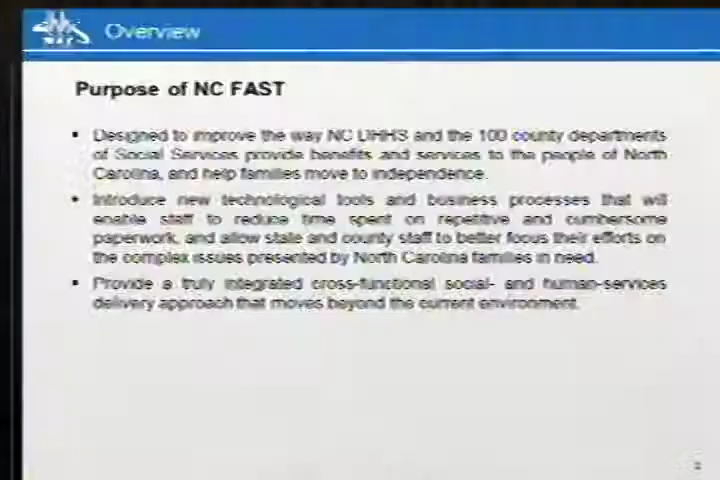 Overview
Purpose of NC FAST
▪ Designed to improve the way NC DHHS and the 100 county departments
of Social Services provide benefits and services to the people of North
Carolina, and help families move to independence.
▪ Introduce new technological tools and business processes that will
enable staff to reduce time spent on repetitive and cumbersome
paperwork, and allow state and county staff to better focus their efforts on
the complex issues presented by North Carolina families in need.
▪ Provide a truly integrated cross-functional social- and human-services
delivery approach that moves beyond the current environment.